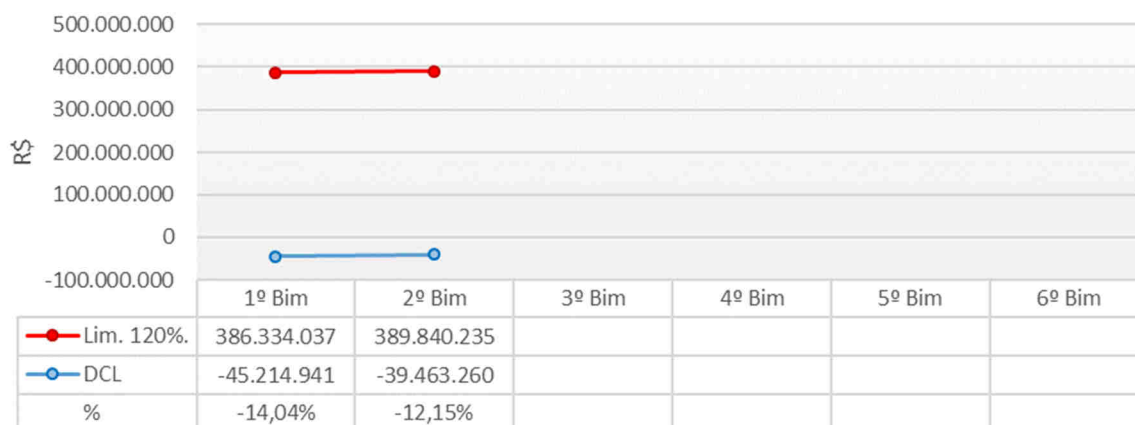 500.000.000
400.000.000
300.000.000
200.000.000
100.000.000
0
-100.000.000
R$
1º Bim 2º Bim 3º Bim 4º Bim 5º Bim 6º Bim
Lim. 120%. 386.334.037 389.840.235
DCL -45.214.941 -39.463.260
% -14,04% -12,15%